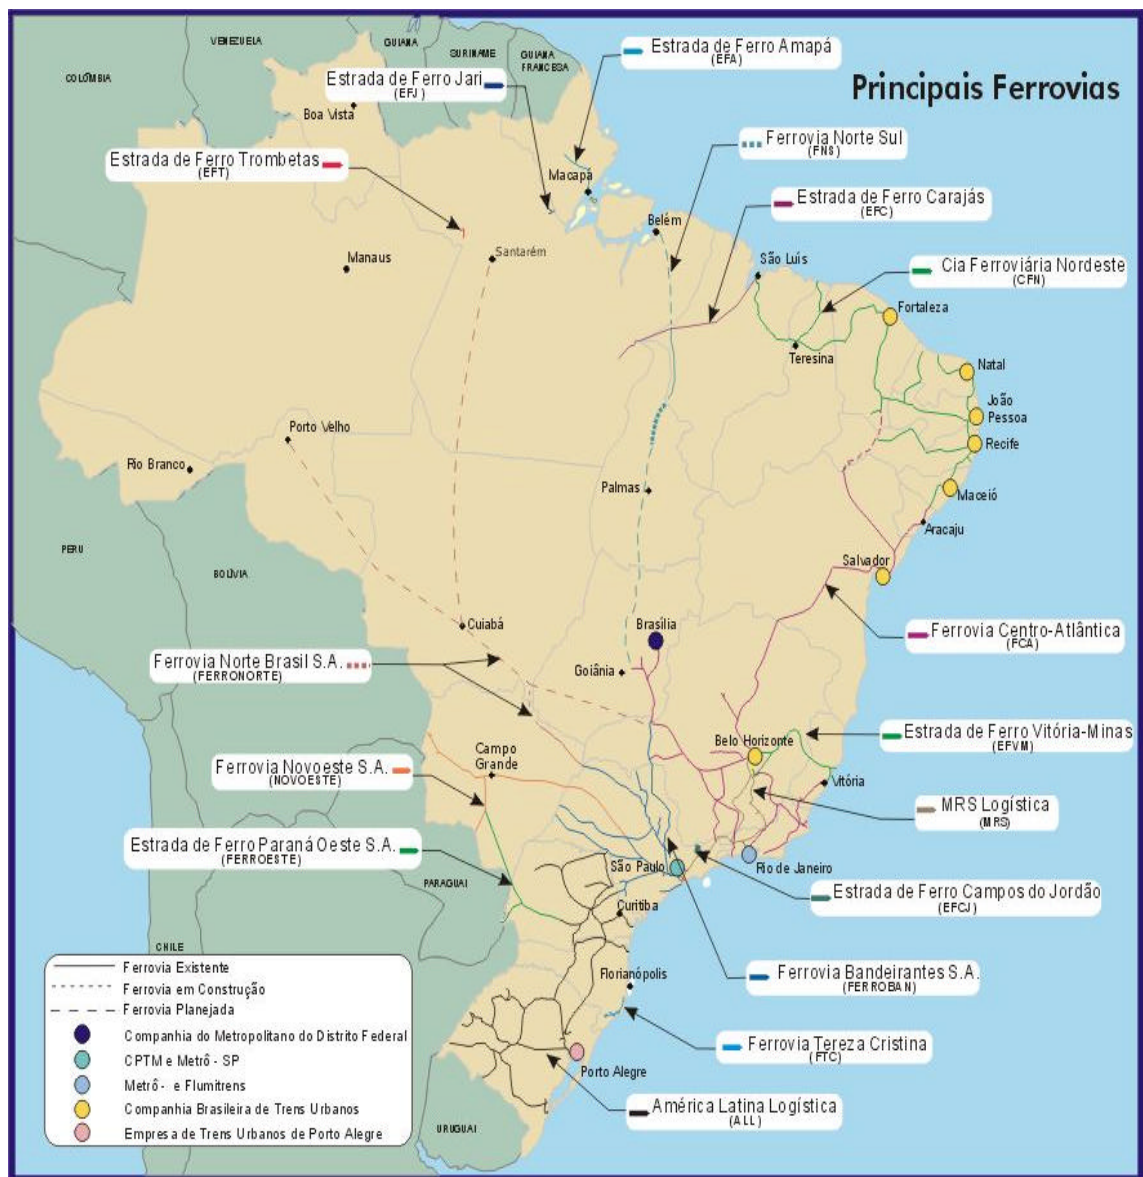 Principais Ferrovias
VENEZUELA
GUIANA
SURINAME
GUIANA
FRANCESA
COLÔMBIA
Estrada de Ferro Amapá
(EFA)
Estrada de Ferro Jari
(EFJ)
Boa Vista
Ferrovia Norte Sul
(FNS)
Estrada de Ferro Trombetas
(EFT)
Macapá
Estrada de Ferro Carajás
(EFC)
Belém
Santarém
Manaus
São Luís
Cia Ferroviária Nordeste
(CFN)
Fortaleza
Teresina
Natal
João
Pessoa
Porto Velho
Recife
Rio Branco
Palmas
Maceió
Aracaju
PERU
BOLÍVIA
Salvador
Cuiabá
Brasília
Ferrovia Centro-Atlântica
(FCA)
Ferrovia Norte Brasil S.A.
(FERRONORTE)
Goiânia
Belo Horizonte
Estrada de Ferro Vitória-Minas
(EFVM)
Campo
Grande
Ferrovia Novoeste S.A.
(NOVOESTE)
Vitória
MRS Logística
(MRS)
Estrada de Ferro Paraná Oeste S.A.
(FERROESTE)
São Paulo
Rio de Janeiro
PARAGUAI
Estrada de Ferro Campos do Jordão
(EFCJ)
Curitiba
CHILE
Ferrovia Existente
Ferrovia em Construção
Ferrovia Planejada
Companhia do Metropolitano do Distrito Federal
CPTM e Metrô - SP
Metrô - e Flumitrens
Companhia Brasileira de Trens Urbanos
Empresa de Trens Urbanos de Porto Alegre
Florianópolis
Ferrovia Bandeirantes S.A.
(FERROBAN)
Ferrovia Tereza Cristina
(FTC)
Porto Alegre
América Latina Logística
(ALL)
URUGUAI